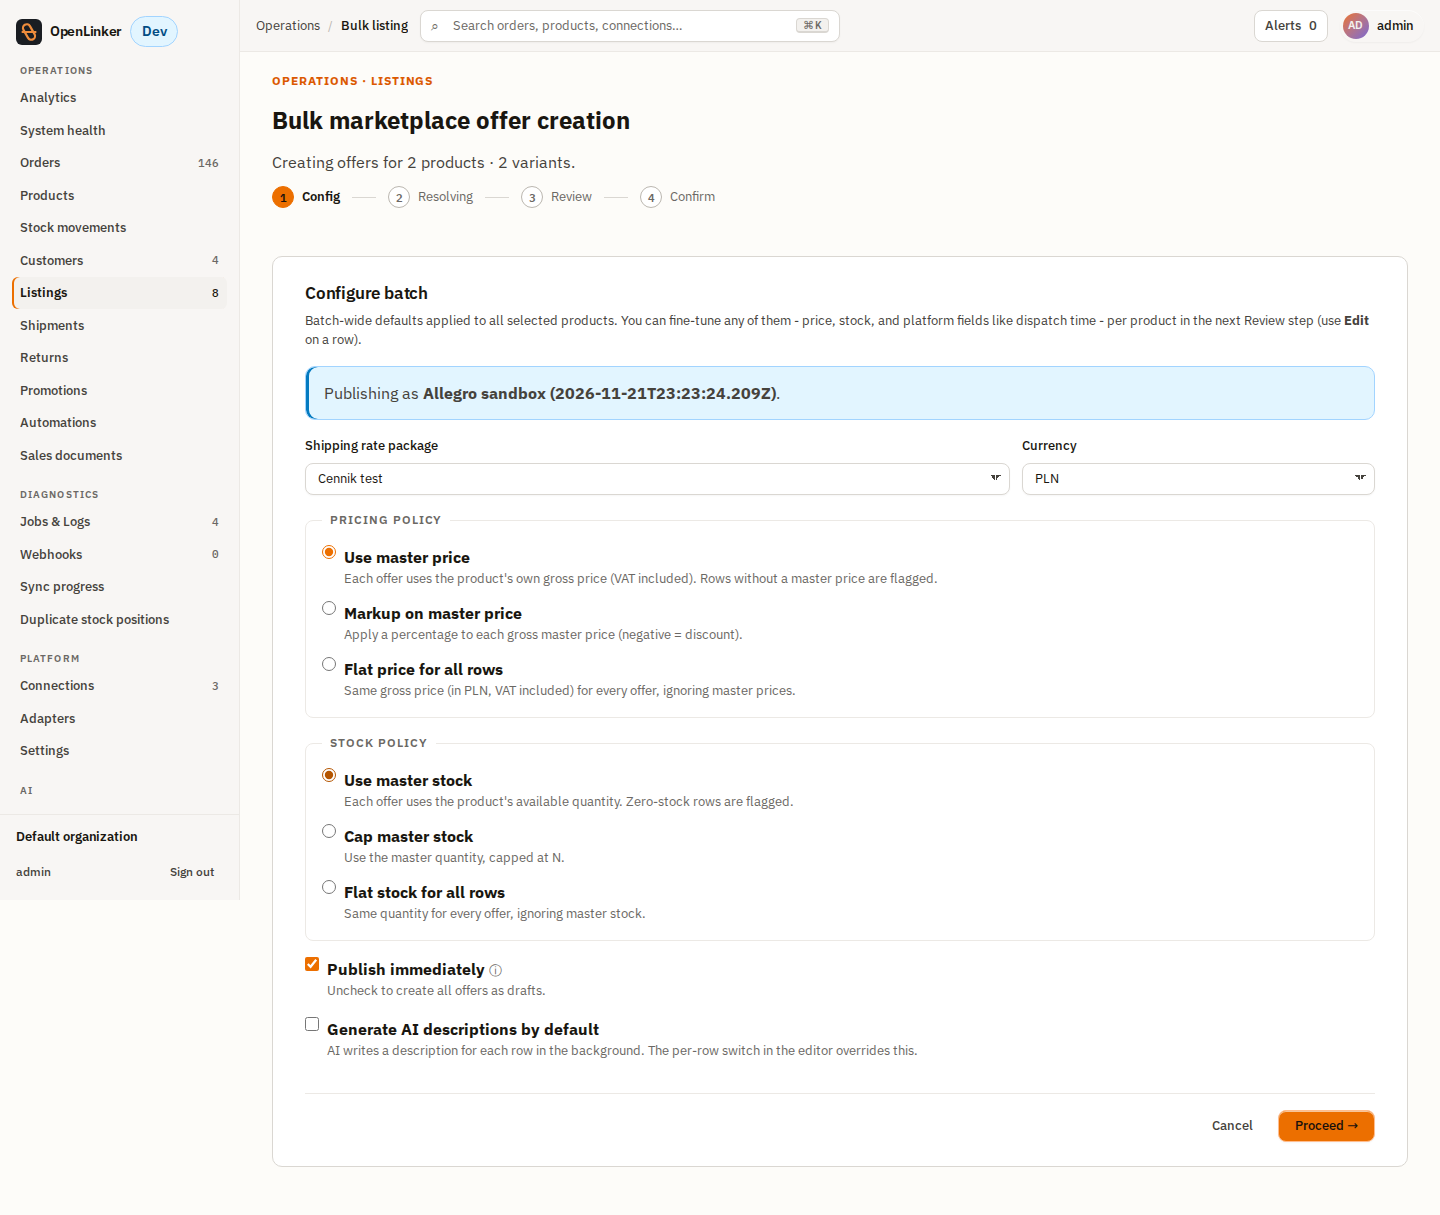 OpenLinker Dev
OPERATIONS
Analytics
System health
Orders 146
Products
Stock movements
Customers 4
Listings 8
Shipments
Returns
Promotions
Automations
Sales documents
DIAGNOSTICS
Jobs & Logs 4
Webhooks 0
Sync progress
Duplicate stock positions
PLATFORM
Connections 3
Adapters
Settings
AI
Default organization
admin Sign out
Operations / Bulk listing
Search orders, products, connections... ⌘K
Alerts 0
AD admin
OPERATIONS · LISTINGS
Bulk marketplace offer creation
Creating offers for 2 products · 2 variants.
1 Config 2 Resolving 3 Review 4 Confirm
Configure batch
Batch-wide defaults applied to all selected products. You can fine-tune any of them - price, stock, and platform fields like dispatch time - per product in the next Review step (use Edit
on a row).
Publishing as Allegro sandbox (2026-11-21T23:23:24.209Z).
Shipping rate package Currency
Cennik test PLN
PRICING POLICY
Use master price
Each offer uses the product's own gross price (VAT included). Rows without a master price are flagged.
Markup on master price
Apply a percentage to each gross master price (negative = discount).
Flat price for all rows
Same gross price (in PLN, VAT included) for every offer, ignoring master prices.
STOCK POLICY
Use master stock
Each offer uses the product's available quantity. Zero-stock rows are flagged.
Cap master stock
Use the master quantity, capped at N.
Flat stock for all rows
Same quantity for every offer, ignoring master stock.
Publish immediately ⓘ
Uncheck to create all offers as drafts.
Generate AI descriptions by default
AI writes a description for each row in the background. The per-row switch in the editor overrides this.
Cancel Proceed →